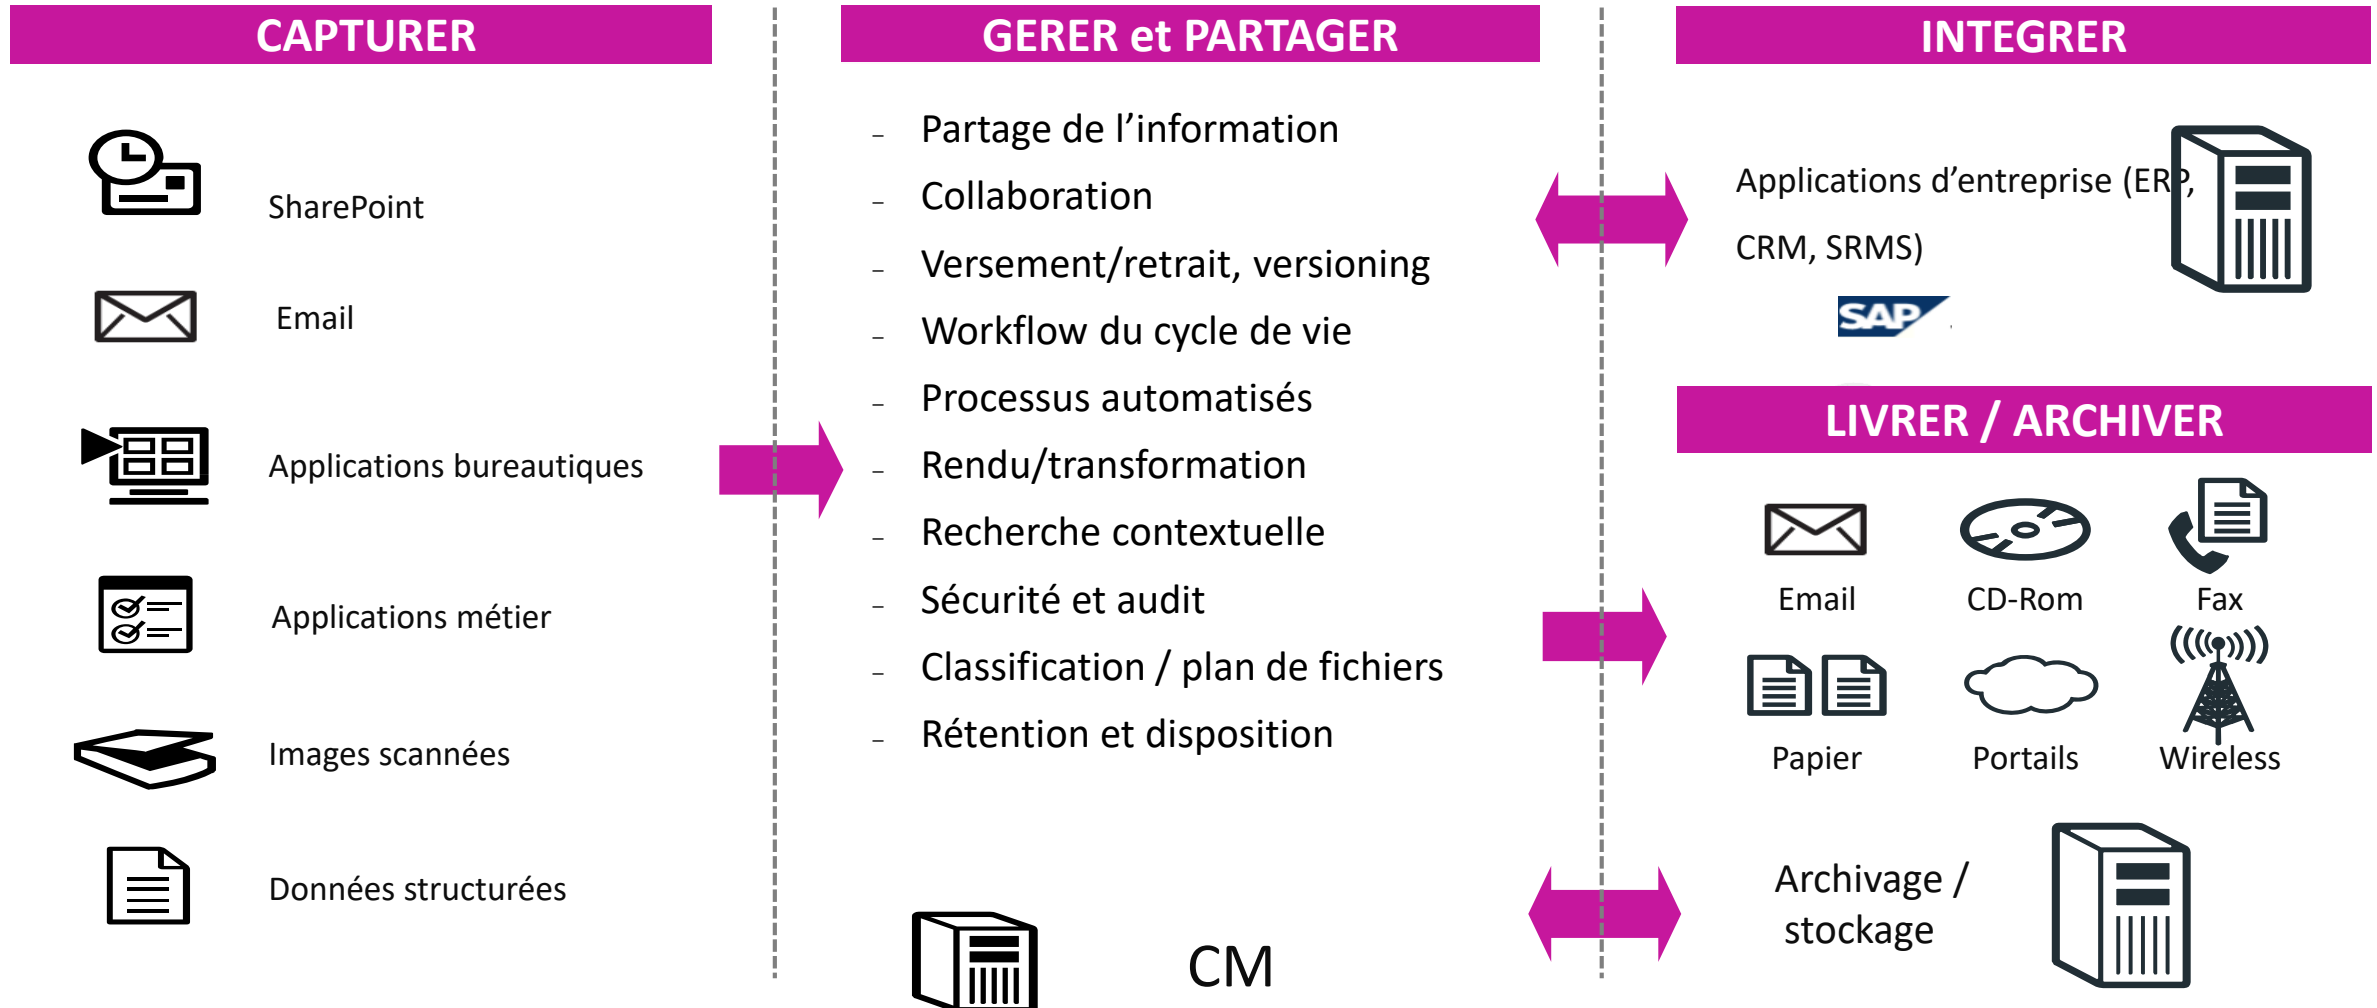 CAPTURER
SharePoint
Email
Applications bureautiques
Applications métier
Images scannées
Données structurées
GERER et PARTAGER
- Partage de l’information
- Collaboration
- Versement/retrait, versioning
- Workflow du cycle de vie
- Processus automatisés
- Rendu/transformation
- Recherche contextuelle
- Sécurité et audit
- Classification / plan de fichiers
- Rétention et disposition
CM
INTEGRER
Applications d’entreprise (ERP,
CRM, SRMS)
SAP
LIVRER / ARCHIVER
Email
CD-Rom
Fax
Papier
Portails
Wireless
Archivage /
stockage